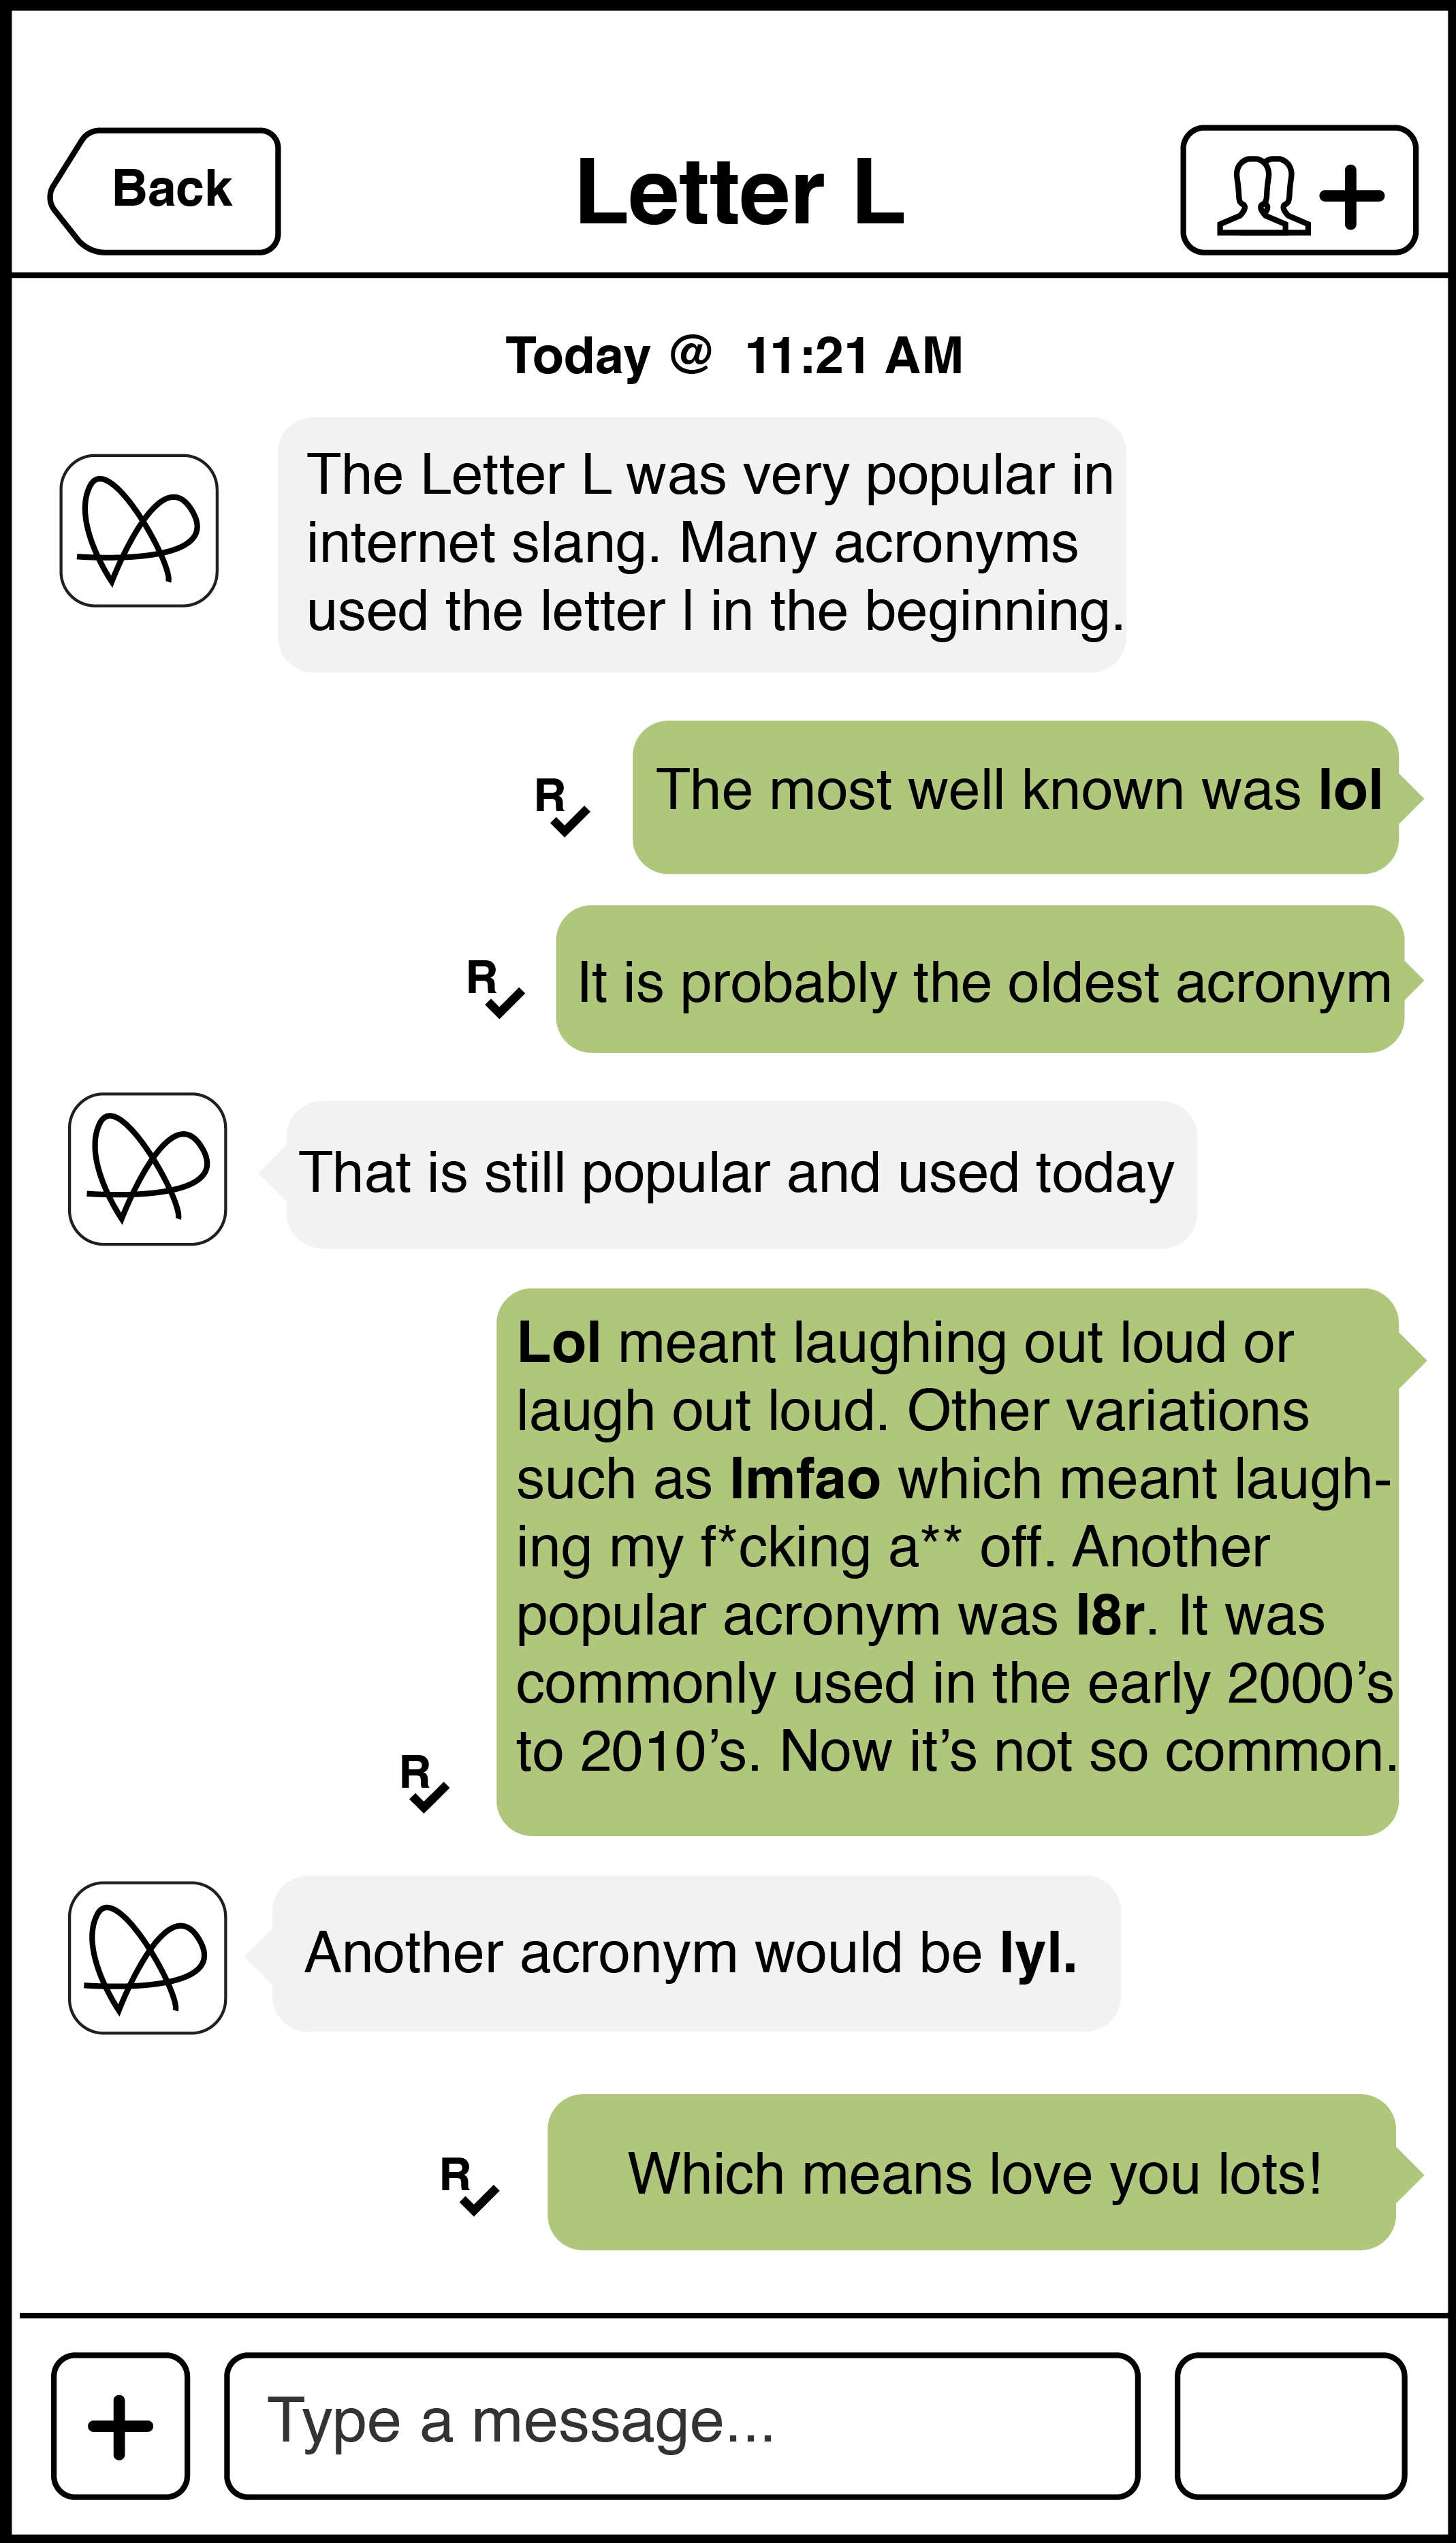 Back
Letter L
Today @ 11:21 AM
The Letter L was very popular in
internet slang. Many acronyms
used the letter l in the beginning.
R
The most well known was lol
R
It is probably the oldest acronym
That is still popular and used today
Lol meant laughing out loud or
laugh out loud. Other variations
such as lmfao which meant laugh-
ing my f*cking a** off. Another
popular acronym was l8r. It was
commonly used in the early 2000’s
to 2010’s. Now it’s not so common.
R
Another acronym would be lyl.
R
Which means love you lots!
Type a message...